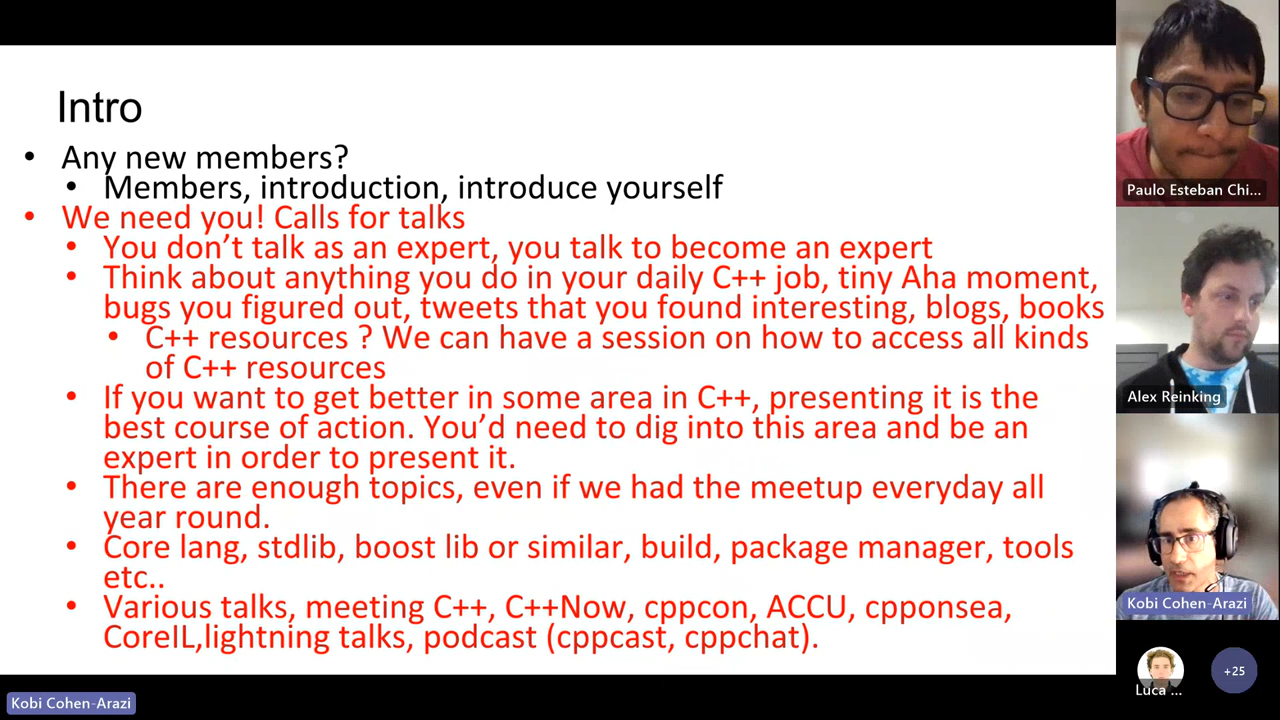 Intro
• Any new members?
• Members, introduction, introduce yourself
• We need you! Calls for talks
• You don’t talk as an expert, you talk to become an expert
• Think about anything you do in your daily C++ job, tiny Aha moment,
bugs you figured out, tweets that you found interesting, blogs, books
• C++ resources ? We can have a session on how to access all kinds
of C++ resources
• If you want to get better in some area in C++, presenting it is the
best course of action. You’d need to dig into this area and be an
expert in order to present it.
• There are enough topics, even if we had the meetup everyday all
year round.
• Core lang, stdlib, boost lib or similar, build, package manager, tools
etc..
• Various talks, meeting C++, C++Now, cppcon, ACCU, cpponsea,
CoreIL,lightning talks, podcast (cppcast, cppchat).
Paulo Esteban Chi...
Alex Reinking
Kobi Cohen-Arazi
Luca ...
+25
Kobi Cohen-Arazi